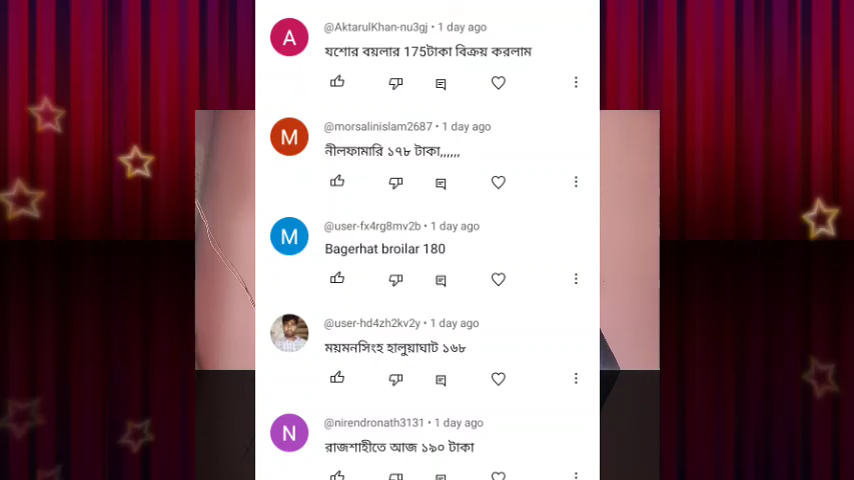 A
@AktarulKhan-nu3gj • 1 day ago
যশোর বয়লার 175টাকা বিক্রয় করলাম
M
@morsalinislam2687 • 1 day ago
নীলফামারি ১৭৮ টাকা,,,,,,
M
@user-fx4rg8mv2b • 1 day ago
Bagerhat broilar 180
@user-hd4zh2kv2y • 1 day ago
ময়মনসিংহ হালুয়াঘাট ১৬৮
N
@nirendronath3131 • 1 day ago
রাজশাহীতে আজ ১৯০ টাকা